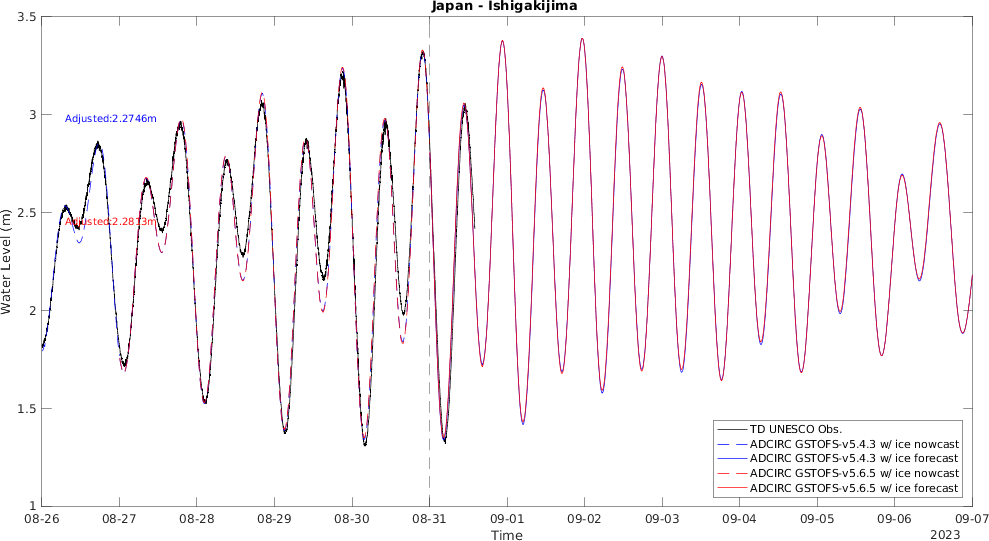 Japan - Ishigakijima
3.5
3
2.5
2
1.5
1
Water Level (m)
Adjusted:2.2746m
Adjusted:2.2813m
TD UNESCO Obs.
ADCIRC GSTOFS-v5.4.3 w/ ice nowcast
ADCIRC GSTOFS-v5.4.3 w/ ice forecast
ADCIRC GSTOFS-v5.6.5 w/ ice nowcast
ADCIRC GSTOFS-v5.6.5 w/ ice forecast
08-26 08-27 08-28 08-29 08-30 08-31 09-01 09-02 09-03 09-04 09-05 09-06 09-07
Time
2023